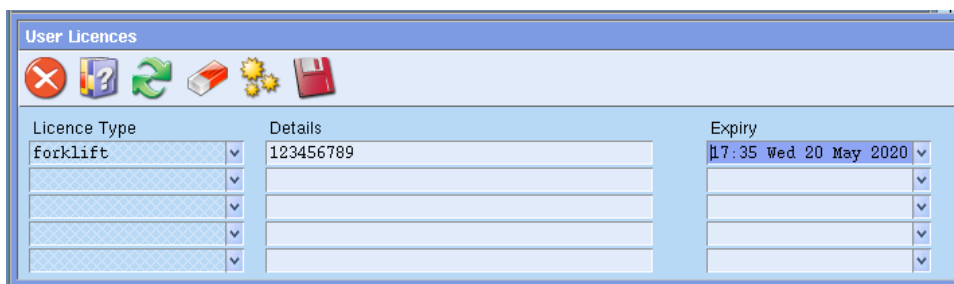 User Licences
Licence Type Details Expiry
forklift 123456789 17:35 Wed 20 May 2020